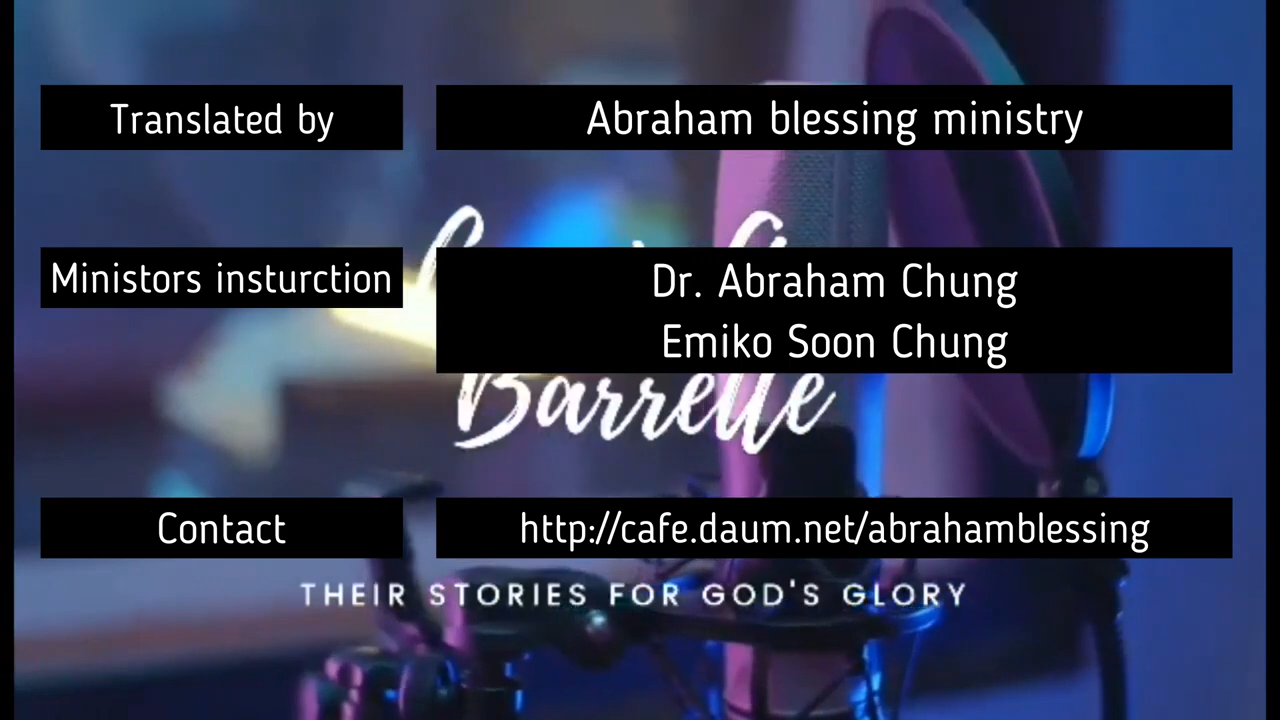 Translated by
Abraham blessing ministry
Ministors insturction
Dr. Abraham Chung
Emiko Soon Chung
Barrelle
Contact
http://cafe.daum.net/abrahamblessing
THEIR STORIES FOR GOD'S GLORY